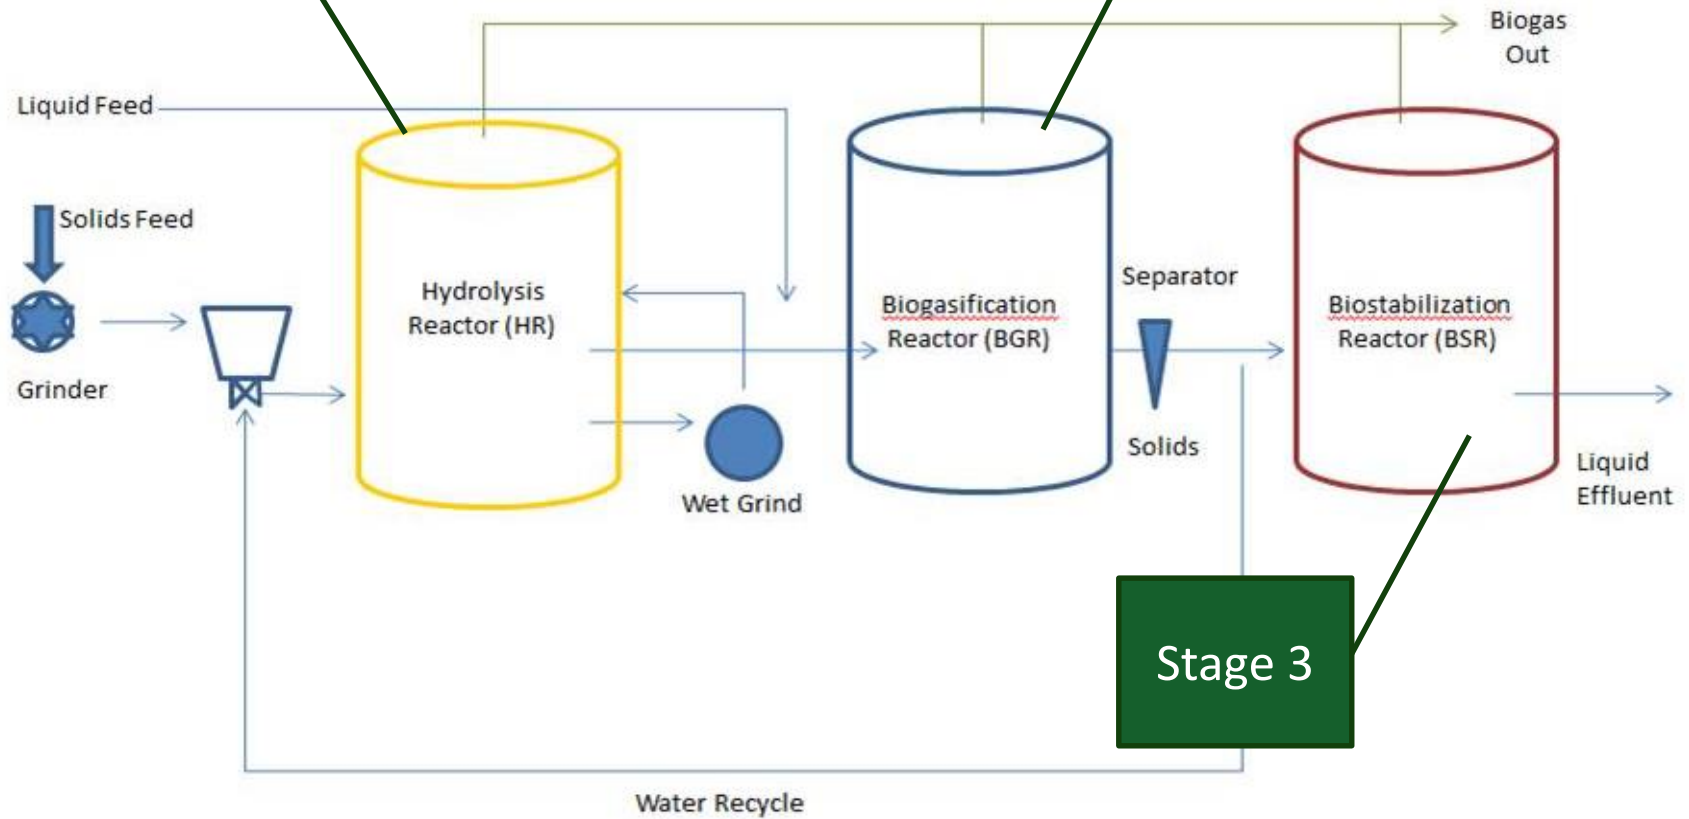 Biogas
Out
Liquid Feed
Solids Feed
Grinder
Hydrolysis
Reactor (HR)
Wet Grind
Biogasification
Reactor (BGR)
Separator
Solids
Biostabilization
Reactor (BSR)
Liquid
Effluent
Stage 3
Water Recycle